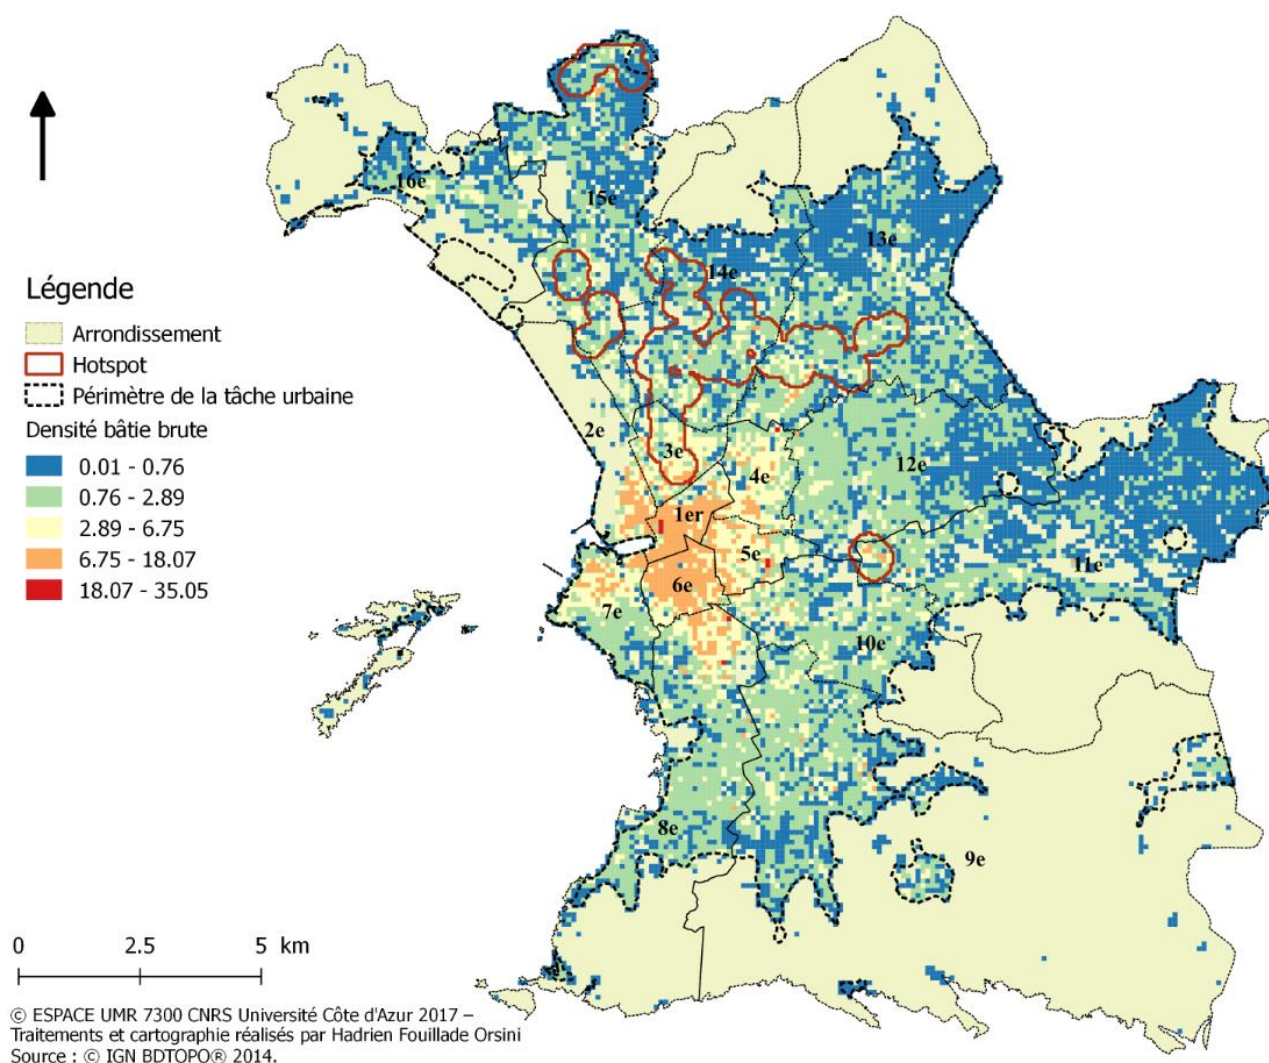 16e
15e
13e
14e
Légende
Arrondissement
Hotspot
Périmètre de la tâche urbaine
Densité bâtie brute
0.01 - 0.76
0.76 - 2.89
2.89 - 6.75
6.75 - 18.07
18.07 - 35.05
2e
3e
4e
12e
1er
5e
11e
6e
7e
10e
8e
9e
0 2.5 5 km
© ESPACE UMR 7300 CNRS Université Côte d'Azur 2017 –
Traitements et cartographie réalisés par Hadrien Fouillade Orsini
Source : © IGN BDTOPO® 2014.